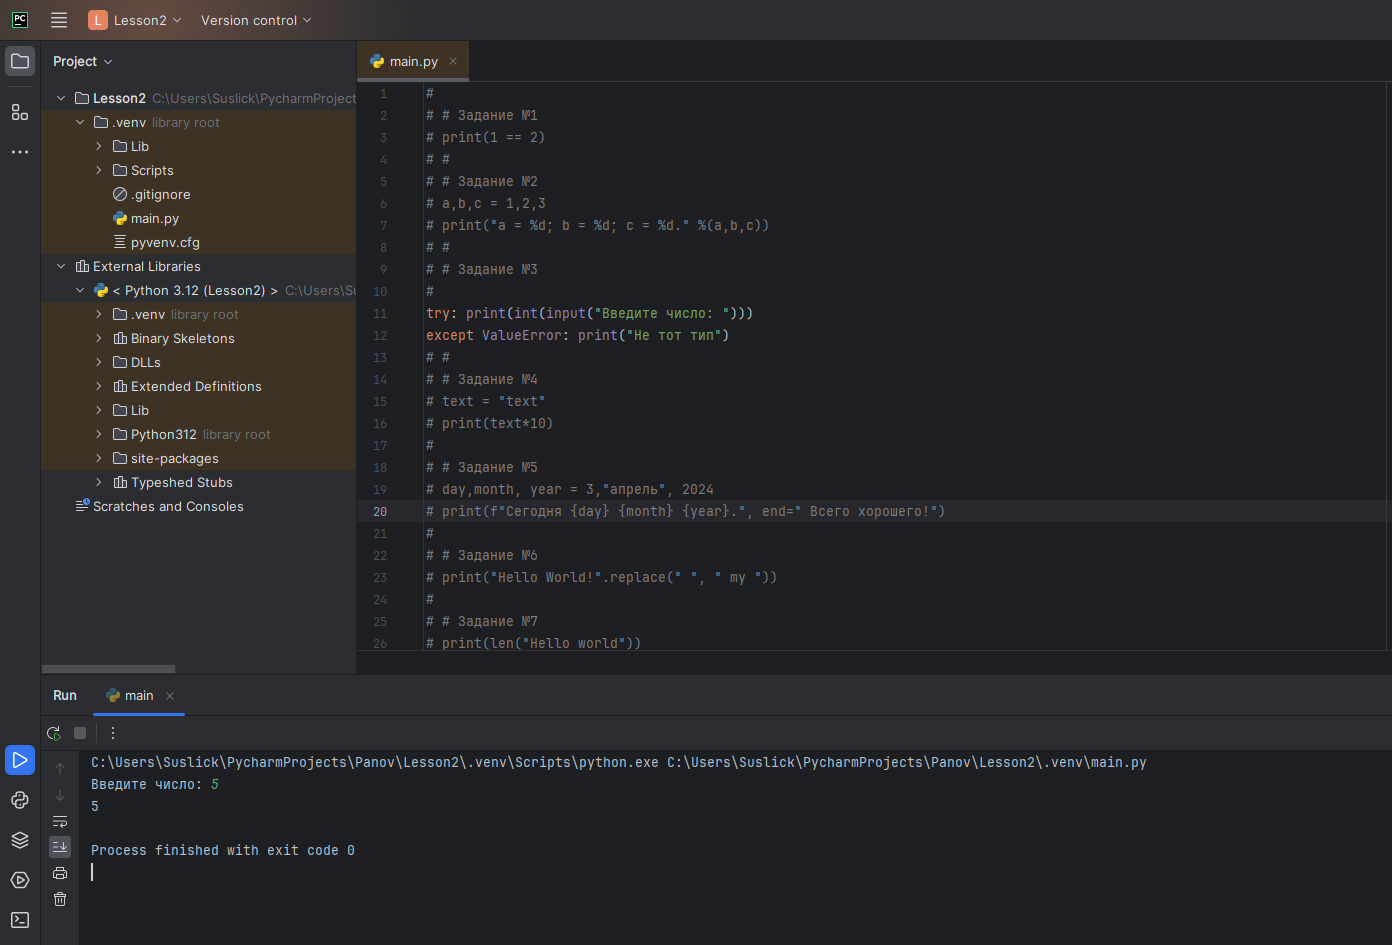 PC
L Lesson2 Version control
Project
main.py
Lesson2 C:\Users\Suslick\PycharmProject
.venv library root
Lib
Scripts
.gitignore
main.py
pyvenv.cfg
External Libraries
< Python 3.12 (Lesson2) > C:\Users\Su
.venv library root
Binary Skeletons
DLLs
Extended Definitions
Lib
Python312 library root
site-packages
Typeshed Stubs
Scratches and Consoles
1 #
2 # # Задание №1
3 # print(1 == 2)
4 # #
5 # # Задание №2
6 # a,b,c = 1,2,3
7 # print("a = %d; b = %d; c = %d." %(a,b,c))
8 # #
9 # # Задание №3
10 #
11 try: print(int(input("Введите число: ")))
12 except ValueError: print("Не тот тип")
13 # #
14 # # Задание №4
15 # text = "text"
16 # print(text*10)
17 #
18 # # Задание №5
19 # day,month, year = 3,"апрель", 2024
20 # print(f"Сегодня {day} {month} {year}.", end=" Всего хорошего!")
21 #
22 # # Задание №6
23 # print("Hello World!".replace(" ", " my "))
24 #
25 # # Задание №7
26 # print(len("Hello world"))
Run main
C:\Users\Suslick\PycharmProjects\Panov\Lesson2\.venv\Scripts\python.exe C:\Users\Suslick\PycharmProjects\Panov\Lesson2\.venv\main.py
Введите число: 5
5
Process finished with exit code 0